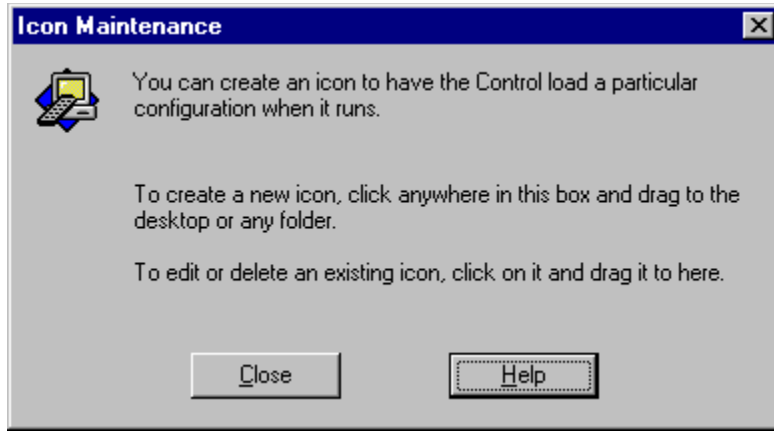 Icon Maintenance
You can create an icon to have the Control load a particular
configuration when it runs.
To create a new icon, click anywhere in this box and drag to the
desktop or any folder.
To edit or delete an existing icon, click on it and drag it to here.
Close
Help